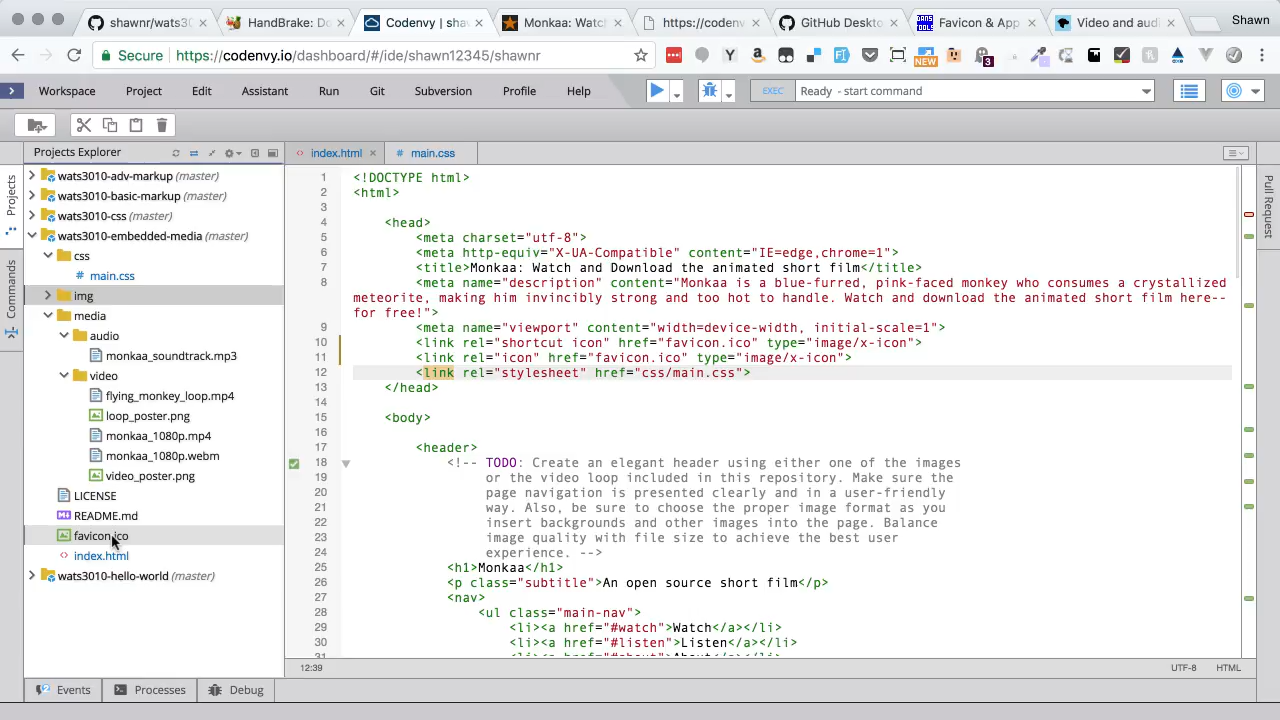 shawnr/wats30
HandBrake: Do
Codenvy | shaw
Monkaa: Watch
https://codenv
GitHub Deskto
Favicon & App
Video and audi
Shawn
Secure
https://codenvy.io/dashboard/#/ide/shawn12345/shawnr
NEW
3
Workspace
Project
Edit
Assistant
Run
Git
Subversion
Profile
Help
EXEC
Ready - start command
Projects Explorer
index.html
main.css
Projects
Commands
Pull Request
wats3010-adv-markup (master)
wats3010-basic-markup (master)
wats3010-css (master)
wats3010-embedded-media (master)
css
main.css
img
media
audio
monkaa_soundtrack.mp3
video
flying_monkey_loop.mp4
loop_poster.png
monkaa_1080p.mp4
monkaa_1080p.webm
video_poster.png
LICENSE
README.md
favicon.ico
index.html
wats3010-hello-world (master)
1 <!DOCTYPE html>
2 <html>
3
4 <head>
5 <meta charset="utf-8">
6 <meta http-equiv="X-UA-Compatible" content="IE=edge,chrome=1">
7 <title>Monkaa: Watch and Download the animated short film</title>
8 <meta name="description" content="Monkaa is a blue-furred, pink-faced monkey who consumes a crystallized
meteorite, making him invincibly strong and too hot to handle. Watch and download the animated short film here--
for free!">
9 <meta name="viewport" content="width=device-width, initial-scale=1">
10 <link rel="shortcut icon" href="favicon.ico" type="image/x-icon">
11 <link rel="icon" href="favicon.ico" type="image/x-icon">
12 <link rel="stylesheet" href="css/main.css">
13 </head>
14
15 <body>
16
17 <header>
18 <!-- TODO: Create an elegant header using either one of the images
19 or the video loop included in this repository. Make sure the
20 page navigation is presented clearly and in a user-friendly
21 way. Also, be sure to choose the proper image format as you
22 insert backgrounds and other images into the page. Balance
23 image quality with file size to achieve the best user
24 experience. -->
25 <h1>Monkaa</h1>
26 <p class="subtitle">An open source short film</p>
27 <nav>
28 <ul class="main-nav">
29 <li><a href="#watch">Watch</a></li>
30 <li><a href="#listen">Listen</a></li>
31 <li><a href="#about">About</a></li>
12:39
UTF-8
HTML
Events
Processes
Debug